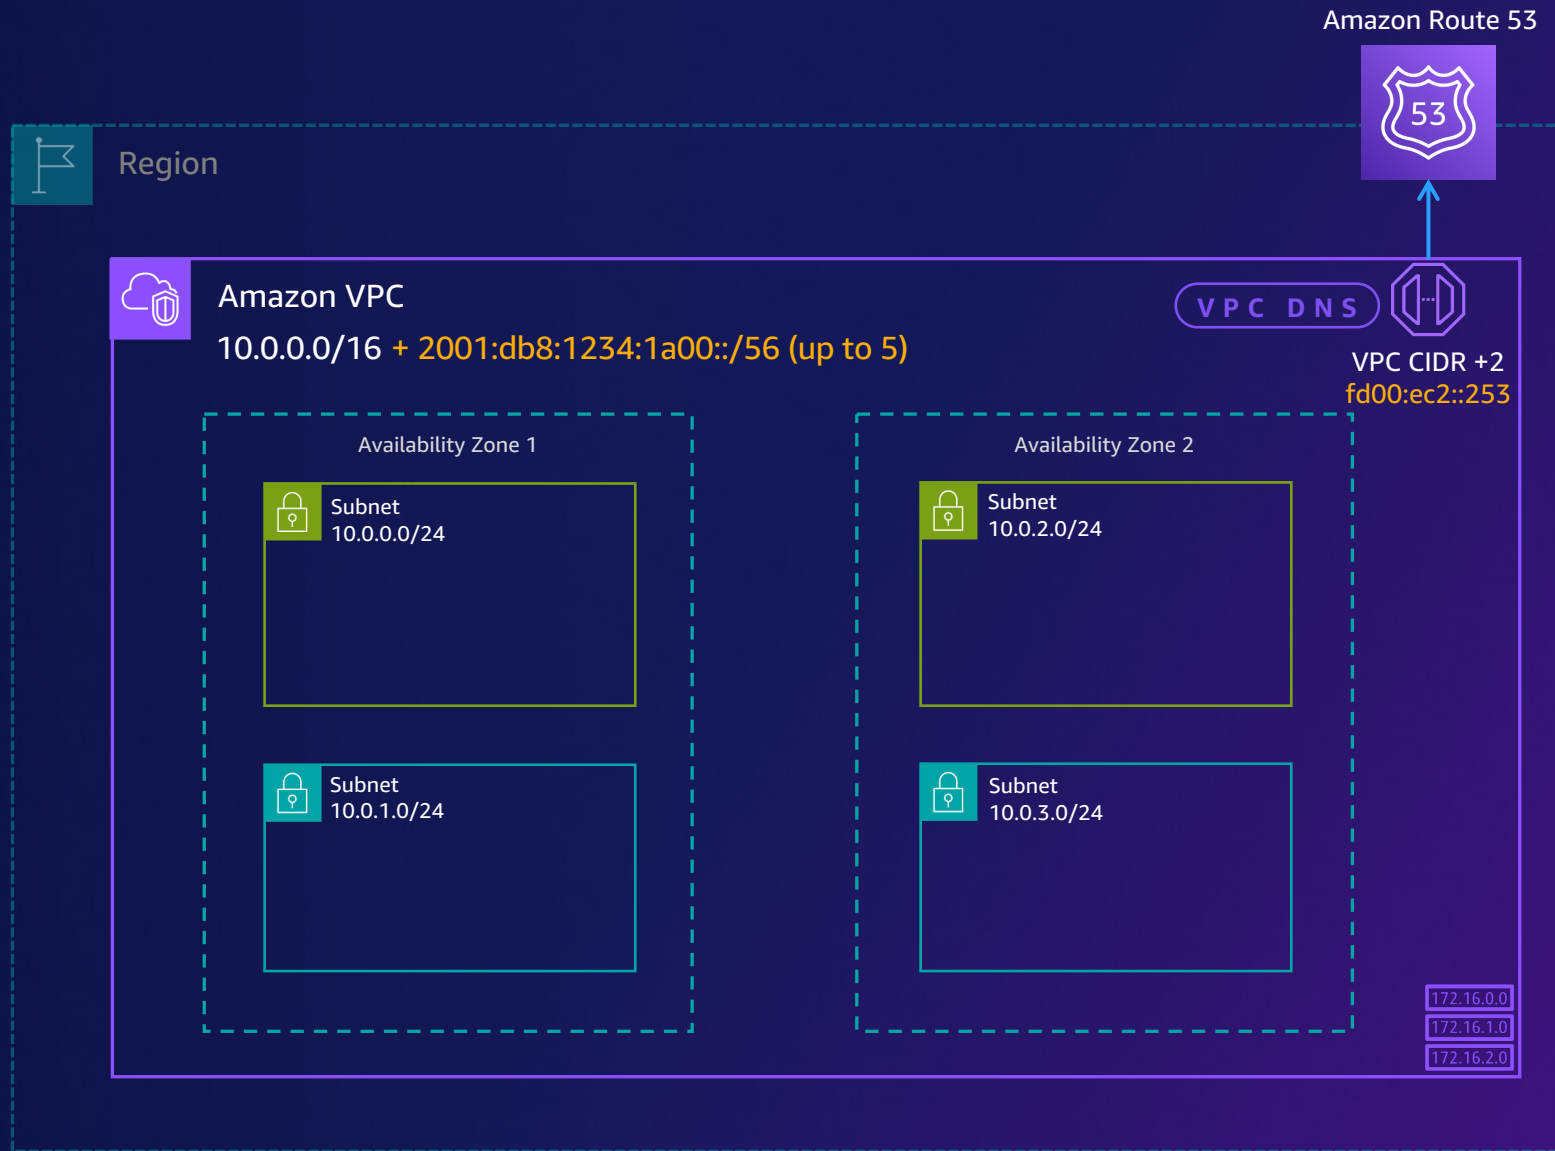 Amazon Route 53
53
Region
Amazon VPC
10.0.0.0/16 + 2001:db8:1234:1a00::/56 (up to 5)
VPC DNS
VPC CIDR +2
fd00:ec2::253
Availability Zone 1
Subnet
10.0.0.0/24
Subnet
10.0.1.0/24
Availability Zone 2
Subnet
10.0.2.0/24
Subnet
10.0.3.0/24
172.16.0.0
172.16.1.0
172.16.2.0